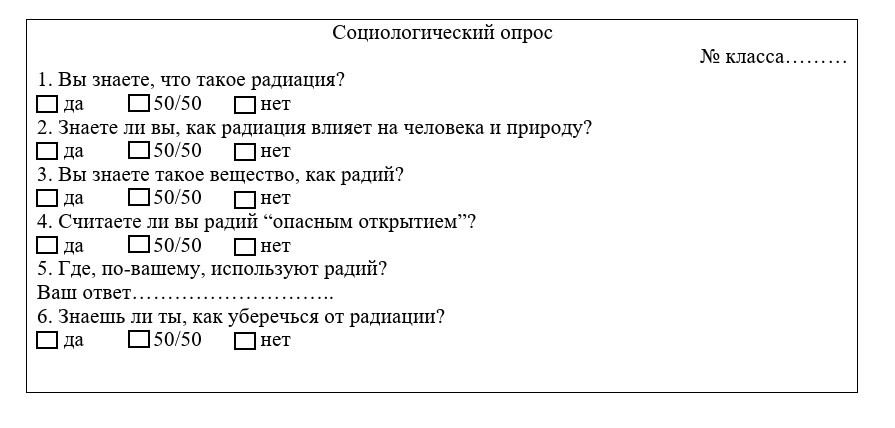 Социологический опрос
№ класса………
1. Вы знаете, что такое радиация?
да 50/50 нет
2. Знаете ли вы, как радиация влияет на человека и природу?
да 50/50 нет
3. Вы знаете такое вещество, как радий?
да 50/50 нет
4. Считаете ли вы радий “опасным открытием”?
да 50/50 нет
5. Где, по-вашему, используют радий?
Ваш ответ………………………..
6. Знаешь ли ты, как уберечься от радиации?
да 50/50 нет